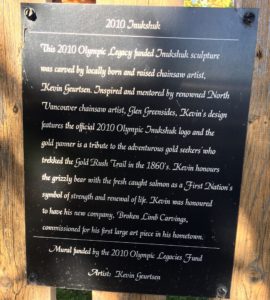 2010 Inukshuk
This 2010 Olympic Legacy funded Inukshuk sculpture
was carved by locally born and raised chainsaw artist,
Kevin Geurtsen. Inspired and mentored by renowned North
Vancouver chainsaw artist, Glen Greensides, Kevin's design
features the official 2010 Olympic Inukshuk logo and the
gold panner is a tribute to the adventurous gold seekers who
trekked the Gold Rush Trail in the 1860's. Kevin honours
the grizzly bear with the fresh caught salmon as a First Nation's
symbol of strength and renewal of life. Kevin was honoured
to have his new company, Broken Limb Carvings,
commissioned for his first large art piece in his hometown.
Mural funded by the 2010 Olympic Legacies Fund
Artist: Kevin Geurtsen